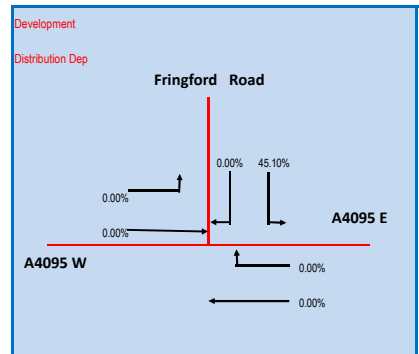 Development
Distribution Dep
Fringford Road
0.00% 45.10%
0.00%
A4095 E
0.00%
A4095 W
0.00%
0.00%